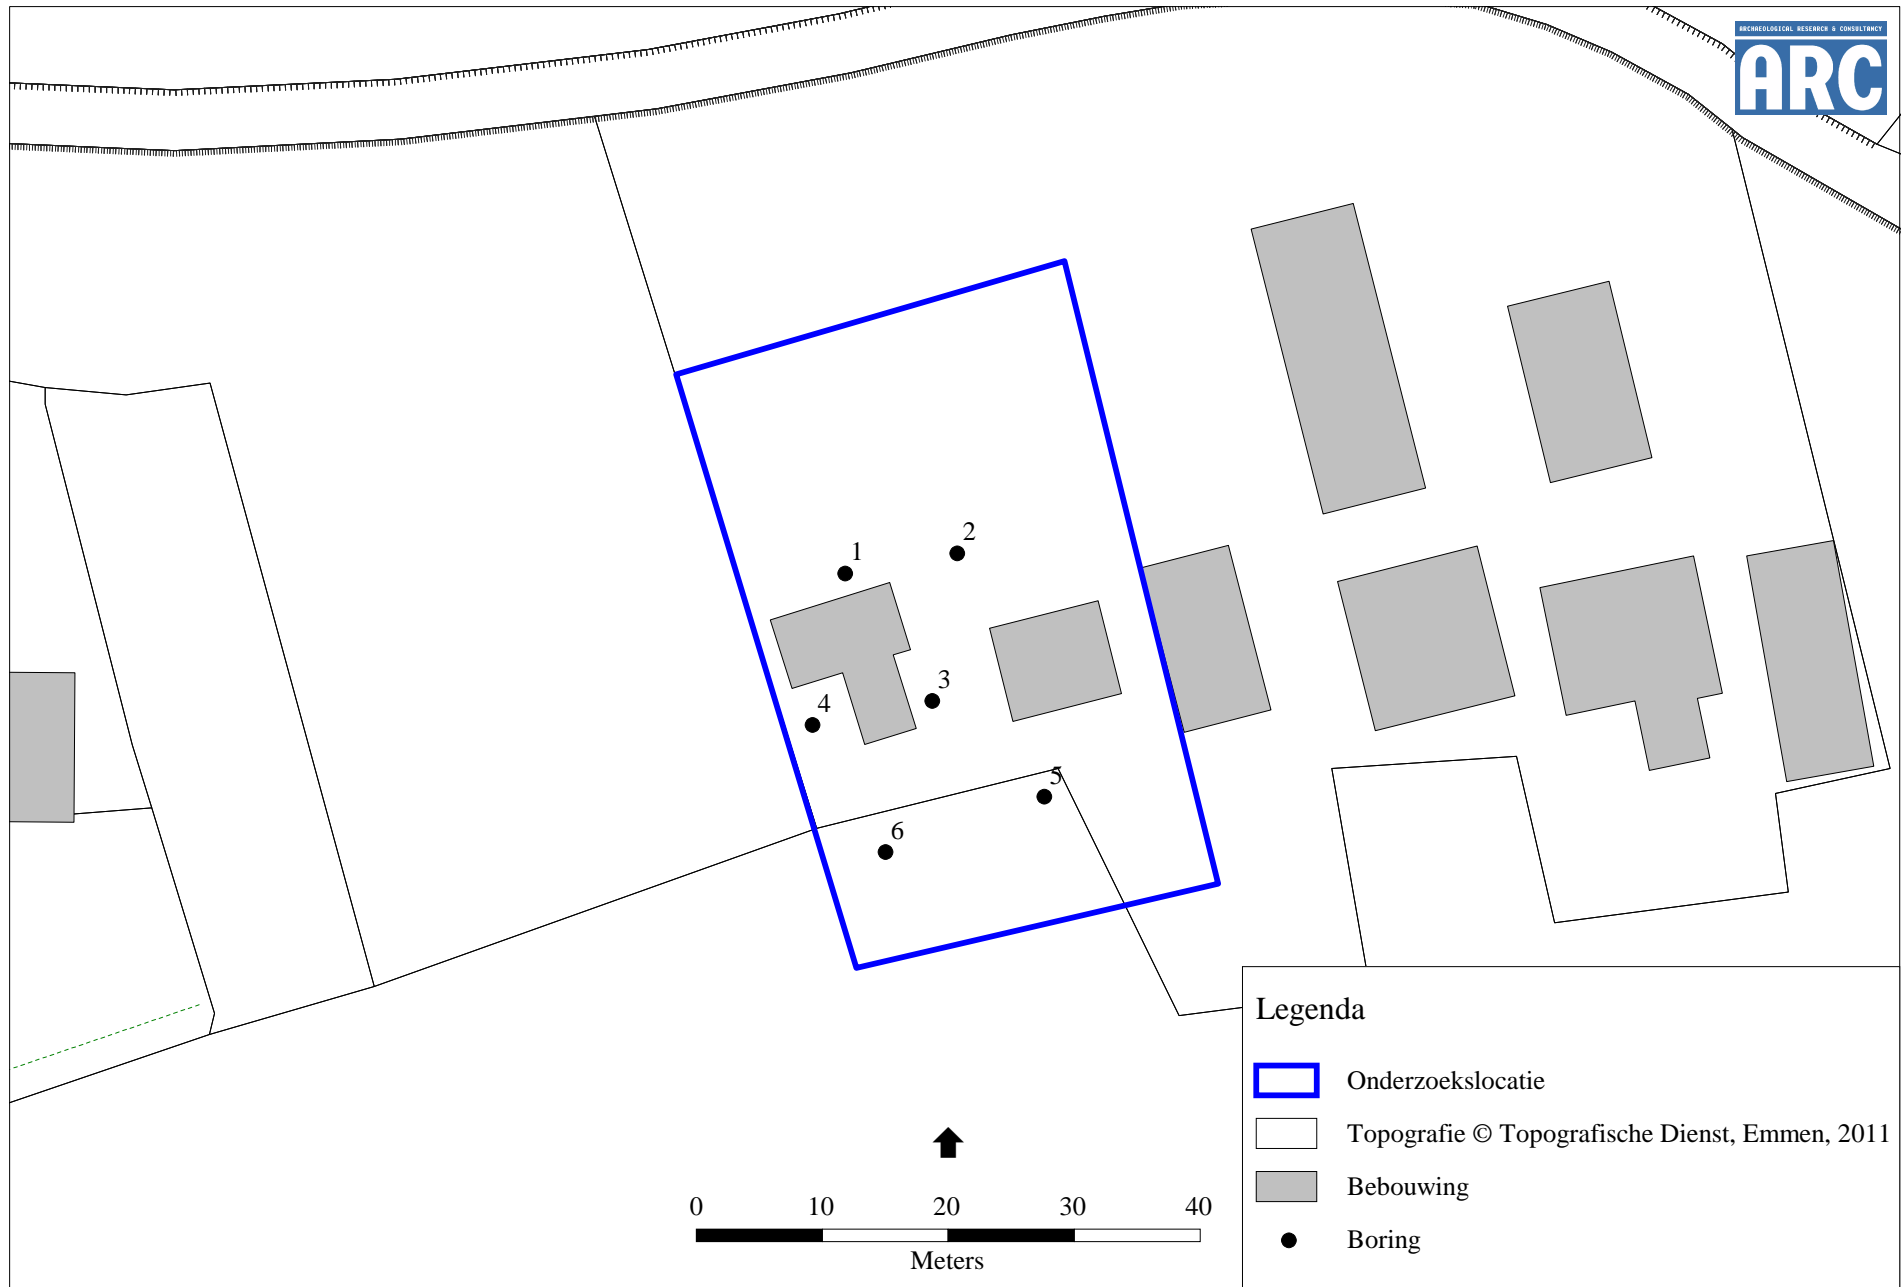 ARCHAEOLOGICAL RESEARCH & CONSULTANCY
ARC
2
1
3
4
5
6
Legenda
Onderzoekslocatie
Topografie © Topografische Dienst, Emmen, 2011
Bebouwing
Boring
0 10 20 30 40
Meters